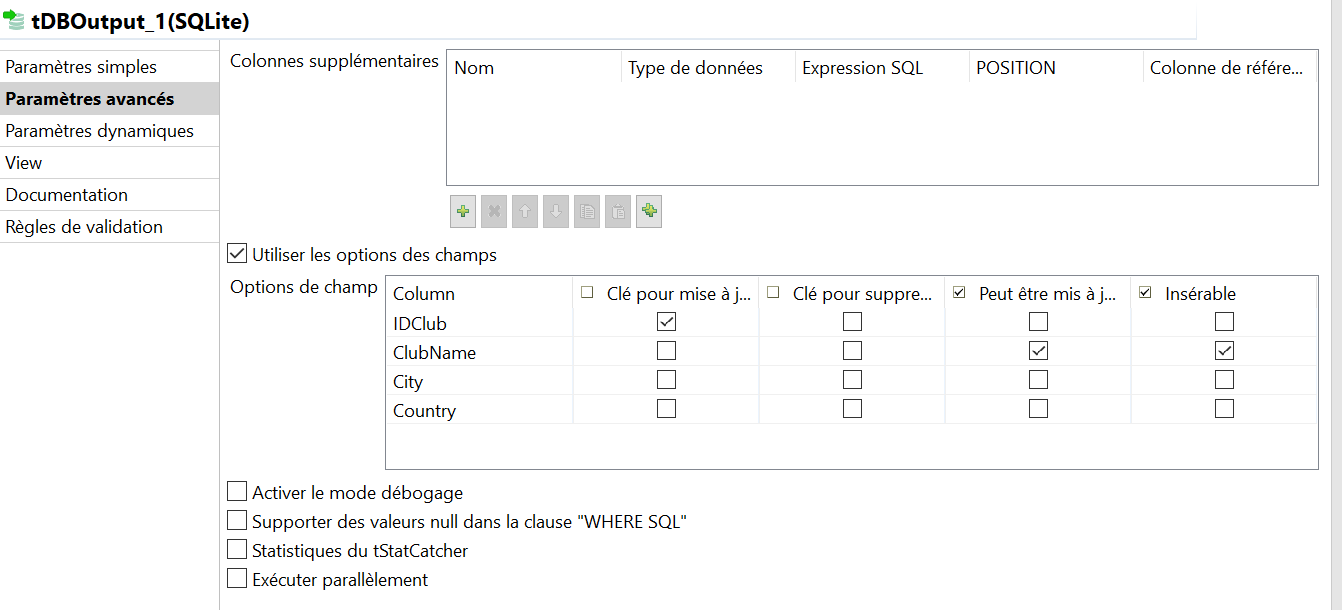 tDBOutput_1(SQLite)
Paramètres simples
Paramètres avancés
Paramètres dynamiques
View
Documentation
Règles de validation
Colonnes supplémentaires
Nom Type de données Expression SQL POSITION Colonne de référe...
Utiliser les options des champs
Options de champ
Column Clé pour mise à j... Clé pour suppre... Peut être mis à j... Insérable
IDClub
ClubName
City
Country
Activer le mode débogage
Supporter des valeurs null dans la clause "WHERE SQL"
Statistiques du tStatCatcher
Exécuter parallèlement